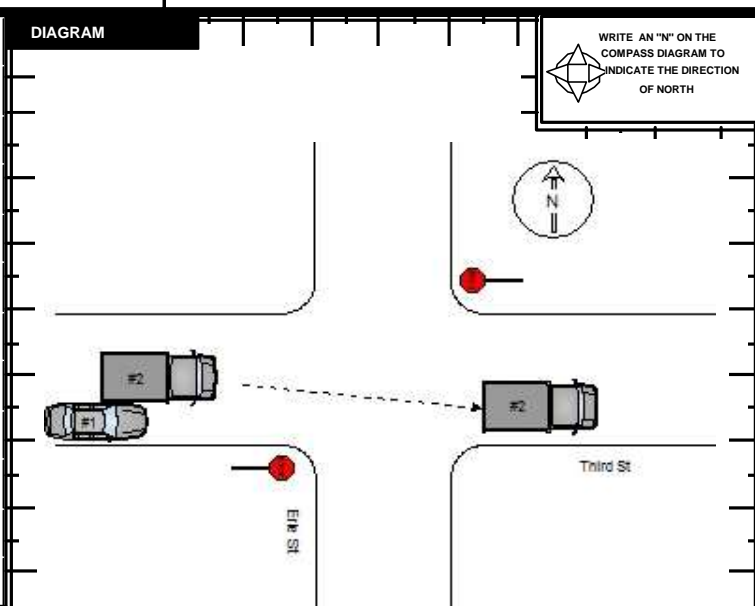 DIAGRAM
WRITE AN "N" ON THE
COMPASS DIAGRAM TO
INDICATE THE DIRECTION
OF NORTH
N
#2
#1
#2
Third St
Erie St